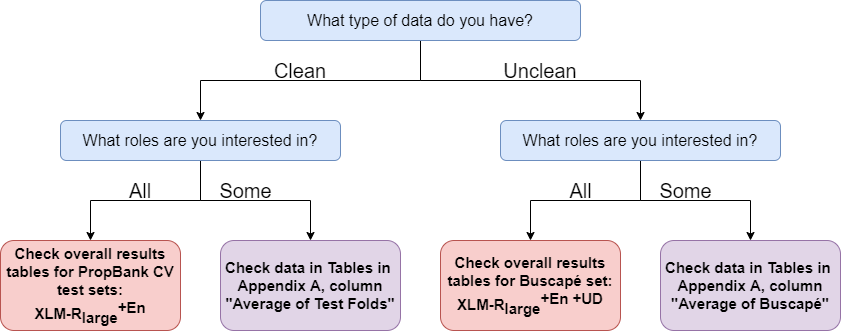 What type of data do you have?
Clean
Unclean
What roles are you interested in?
What roles are you interested in?
All
Some
All
Some
Check overall results
tables for PropBank CV
test sets:
XLM-Rlarge+En
Check data in Tables in
Appendix A, column
"Average of Test Folds"
Check overall results
tables for Buscapé set:
XLM-Rlarge+En +UD
Check data in Tables in
Appendix A, column
"Average of Buscapé"